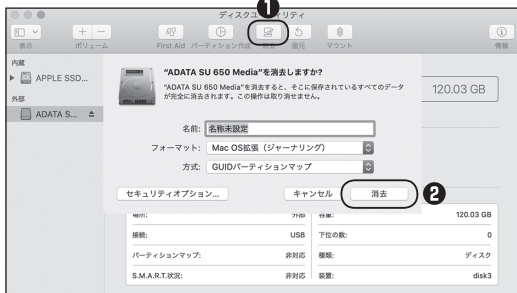 ディスクユーティリティ
❶
表示
ボリューム
First Aid
パーティション作成
消去
復元
マウント
情報
内蔵
APPLE SSD...
外部
ADATA S...
"ADATA SU 650 Media"を消去しますか?
"ADATA SU 650 Media"を消去すると、そこに保存されているすべてのデータ
が完全に消去されます。この操作は取り消せません。
120.03 GB
名前: 名称未設定
フォーマット: Mac OS拡張（ジャーナリング）
方式: GUIDパーティションマップ
セキュリティオプション...
キャンセル
消去
❷
場所: 外部
容量: 120.03 GB
接続: USB
下位の数: 0
パーティションマップ: 非対応
種類: ディスク
S.M.A.R.T.状況: 非対応
装置: disk3